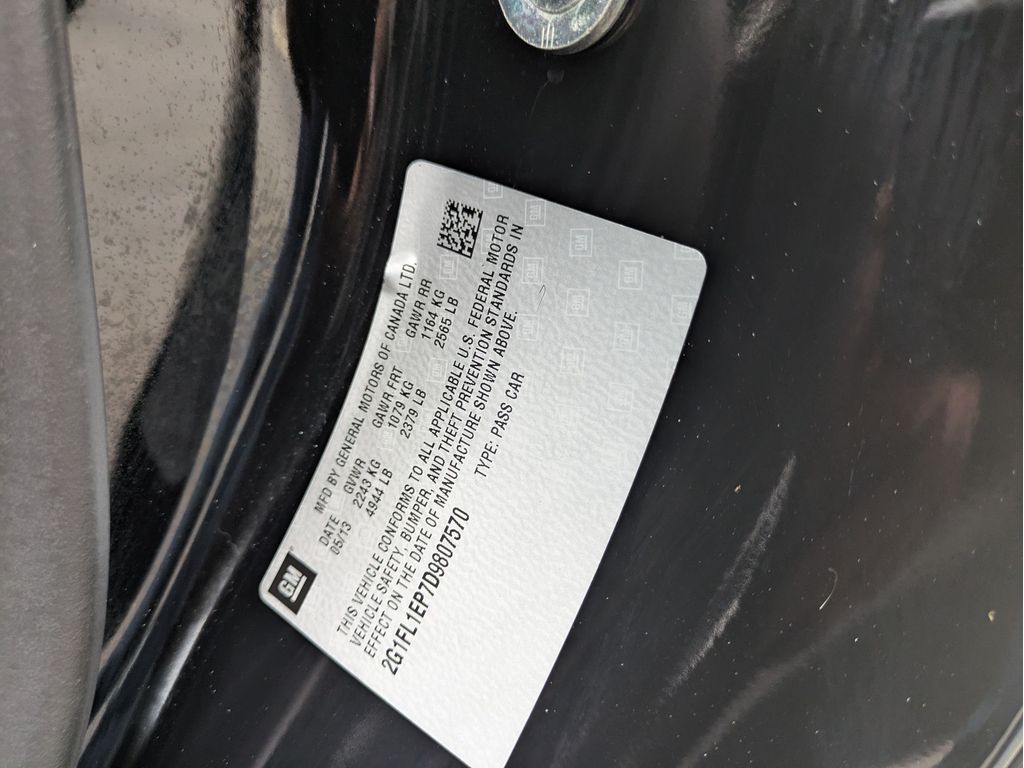 GM
MFD BY GENERAL MOTORS OF CANADA LTD.
DATE GVWR GAWR FRT GAWR RR
05/13 2243 KG 1079 KG 1164 KG
4944 LB 2379 LB 2565 LB
THIS VEHICLE CONFORMS TO ALL APPLICABLE U.S. FEDERAL MOTOR
VEHICLE SAFETY, BUMPER, AND THEFT PREVENTION STANDARDS IN
EFFECT ON THE DATE OF MANUFACTURE SHOWN ABOVE.
2G1FL1EP7D9807570 TYPE: PASS CAR